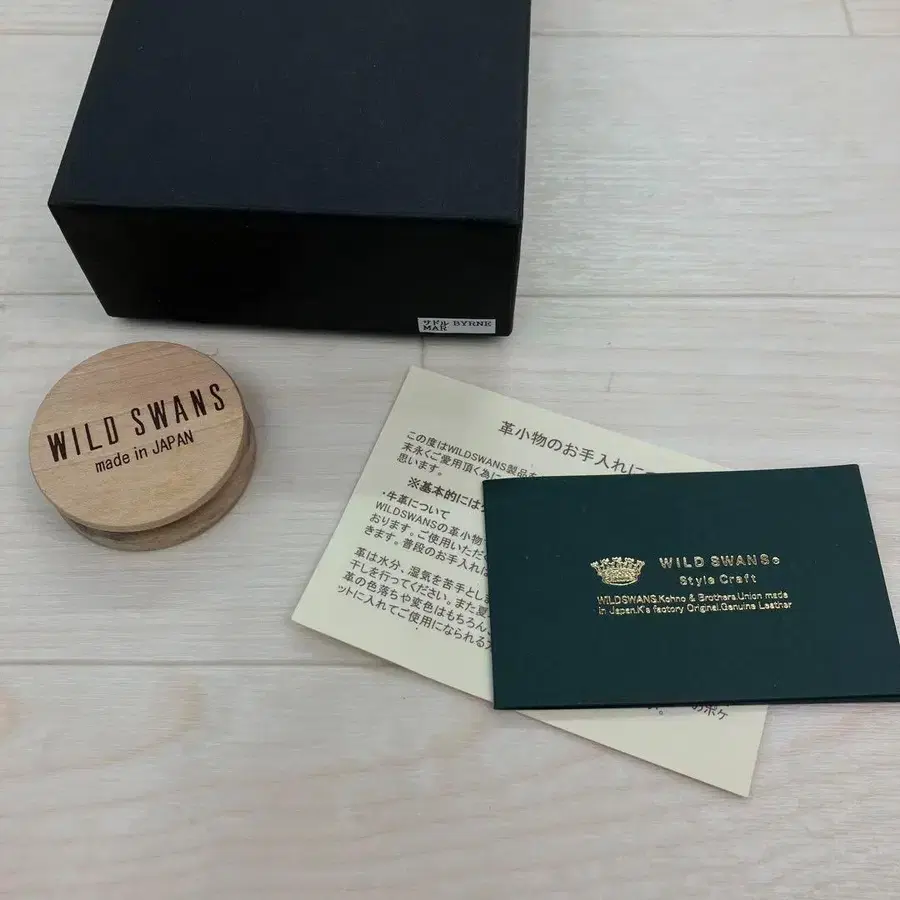 サドル BYRNE
MAR
WILD SWANS
made in JAPAN
革小物のお手入れに
この度はWILDSWANS製品を
末永くご愛用頂く為に
思います。
※基本的には
・牛革について
WILDSWANSの革小物
おります。ご使用いただく
きます。普段のお手入れは
革は水分、湿気を苦手とし
干しを行ってください。また夏
革の色落ちや変色はもちろん、
ットに入れてご使用になられる
のポケ
。
WILD SWANS®
Style Craft
WILDSWANS.Kohno & Brothers.Union made
in Japan.K's factory Original.Genuine Leather